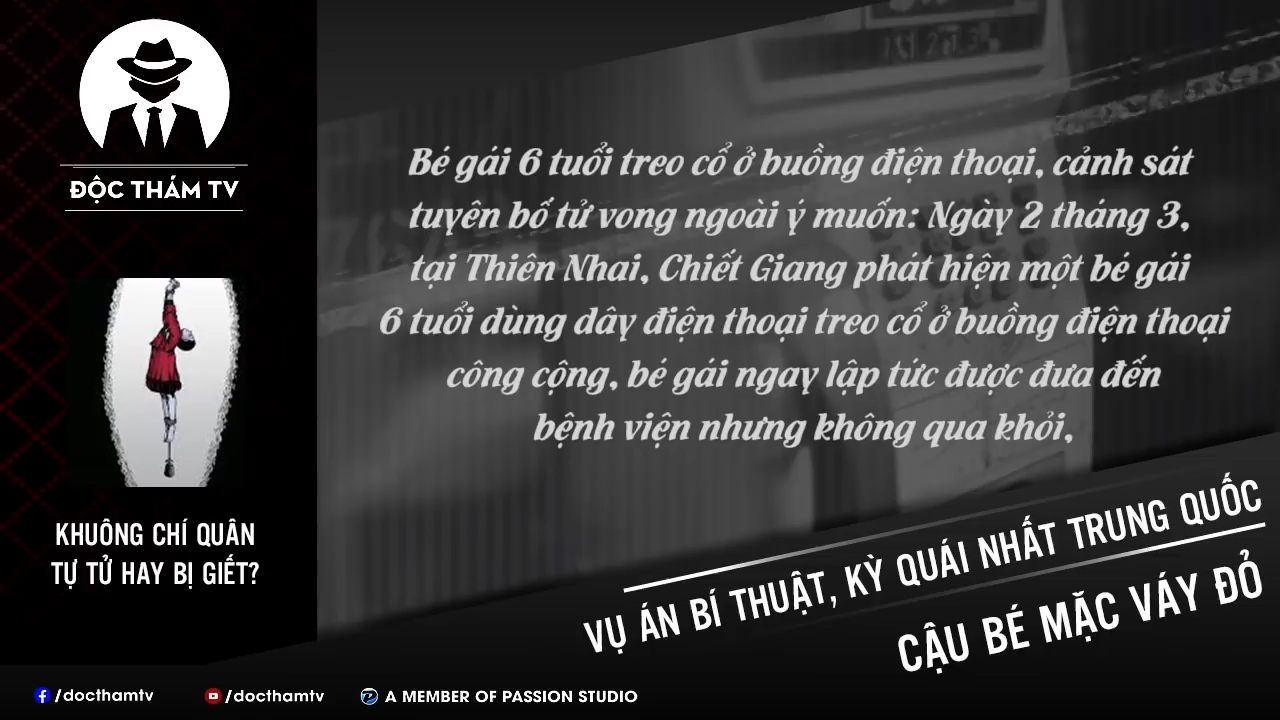 ĐỘC THÁM TV
KHUÔNG CHÍ QUÂN
TỰ TỬ HAY BỊ GIẾT?
Bé gái 6 tuổi treo cổ ở buồng điện thoại, cảnh sát
tuyên bố tử vong ngoài ý muốn: Ngày 2 tháng 3,
tại Thiên Nhai, Chiết Giang phát hiện một bé gái
6 tuổi dùng dây điện thoại treo cổ ở buồng điện thoại
công cộng, bé gái ngay lập tức được đưa đến
bệnh viện nhưng không qua khỏi,
VỤ ÁN BÍ THUẬT, KỲ QUÁI NHẤT TRUNG QUỐC
CẬU BÉ MẶC VÁY ĐỎ
/docthamtv
/docthamtv
A MEMBER OF PASSION STUDIO